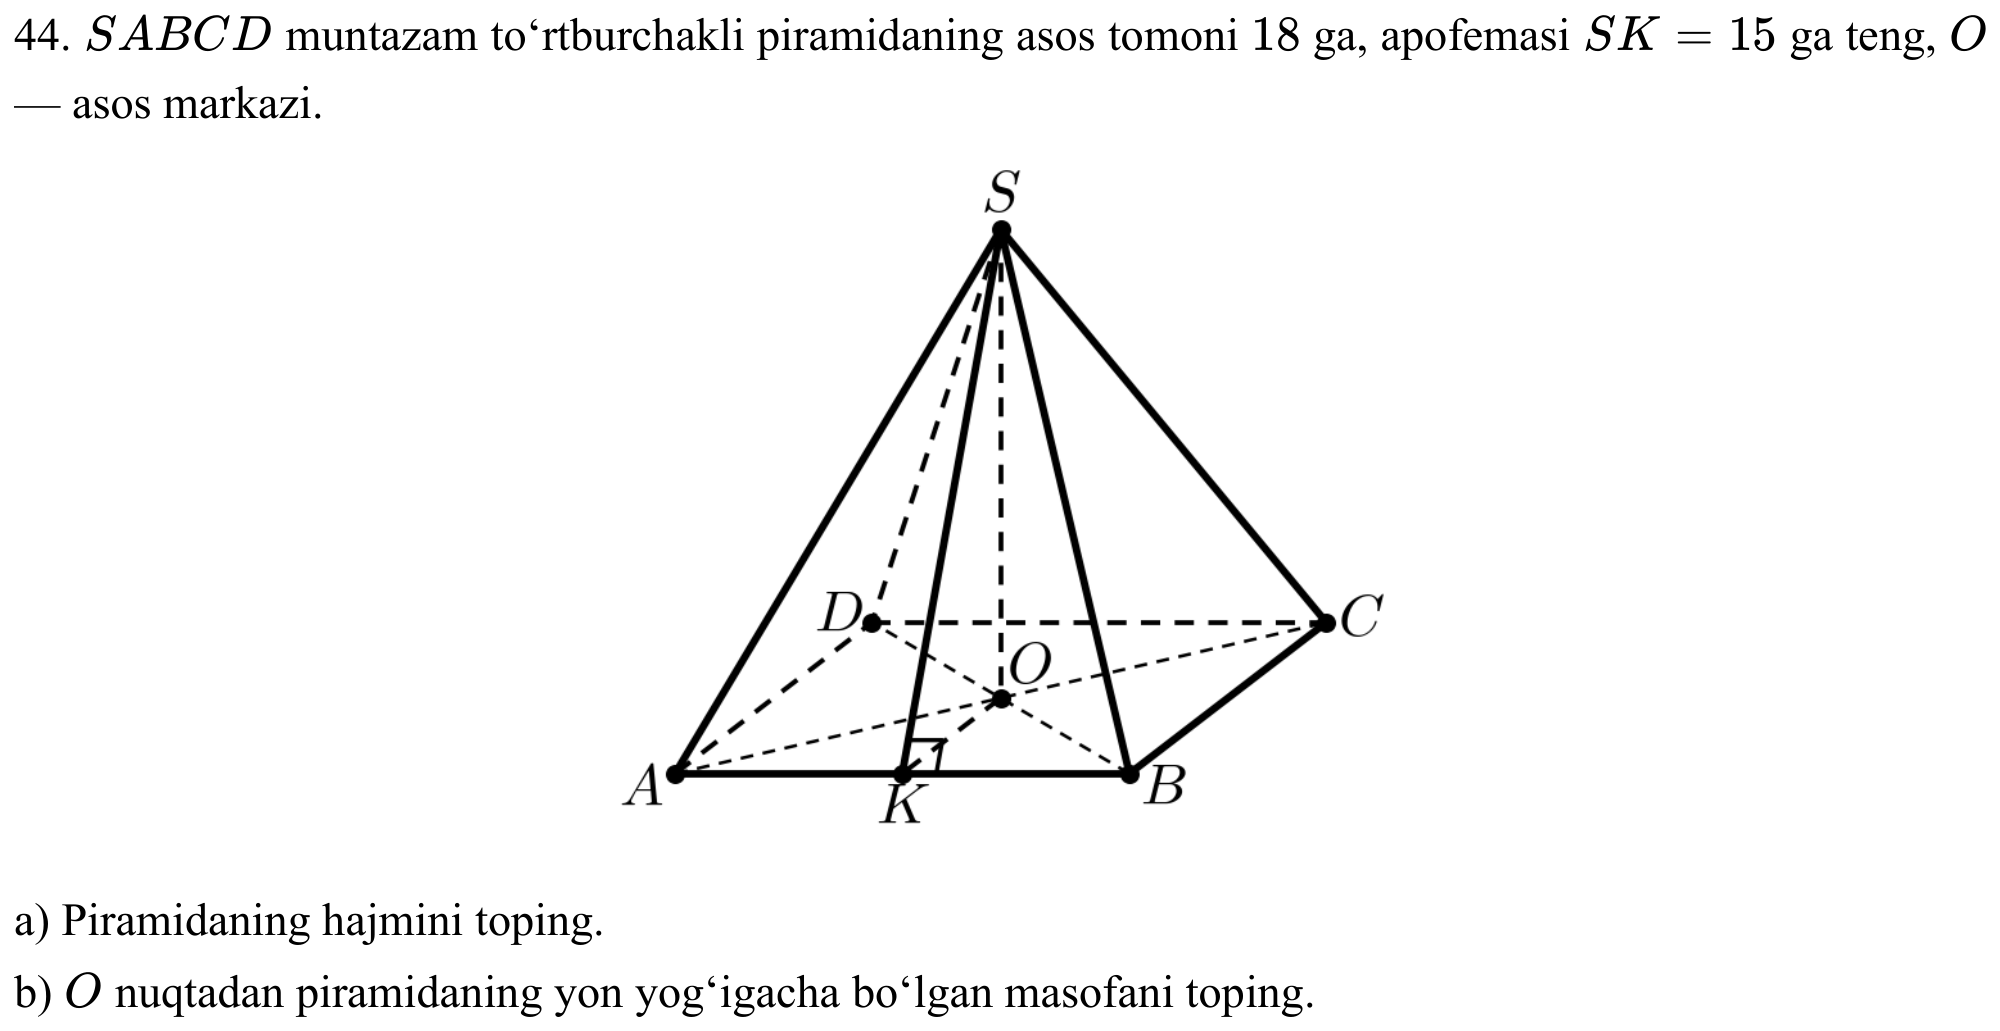 44. SABCD muntazam to‘rtburchakli piramidaning asos tomoni 18 ga, apofemasi SK = 15 ga teng, O
— asos markazi.
S
D
C
O
A
K
B
a) Piramidaning hajmini toping.
b) O nuqtadan piramidaning yon yog‘igacha bo‘lgan masofani toping.